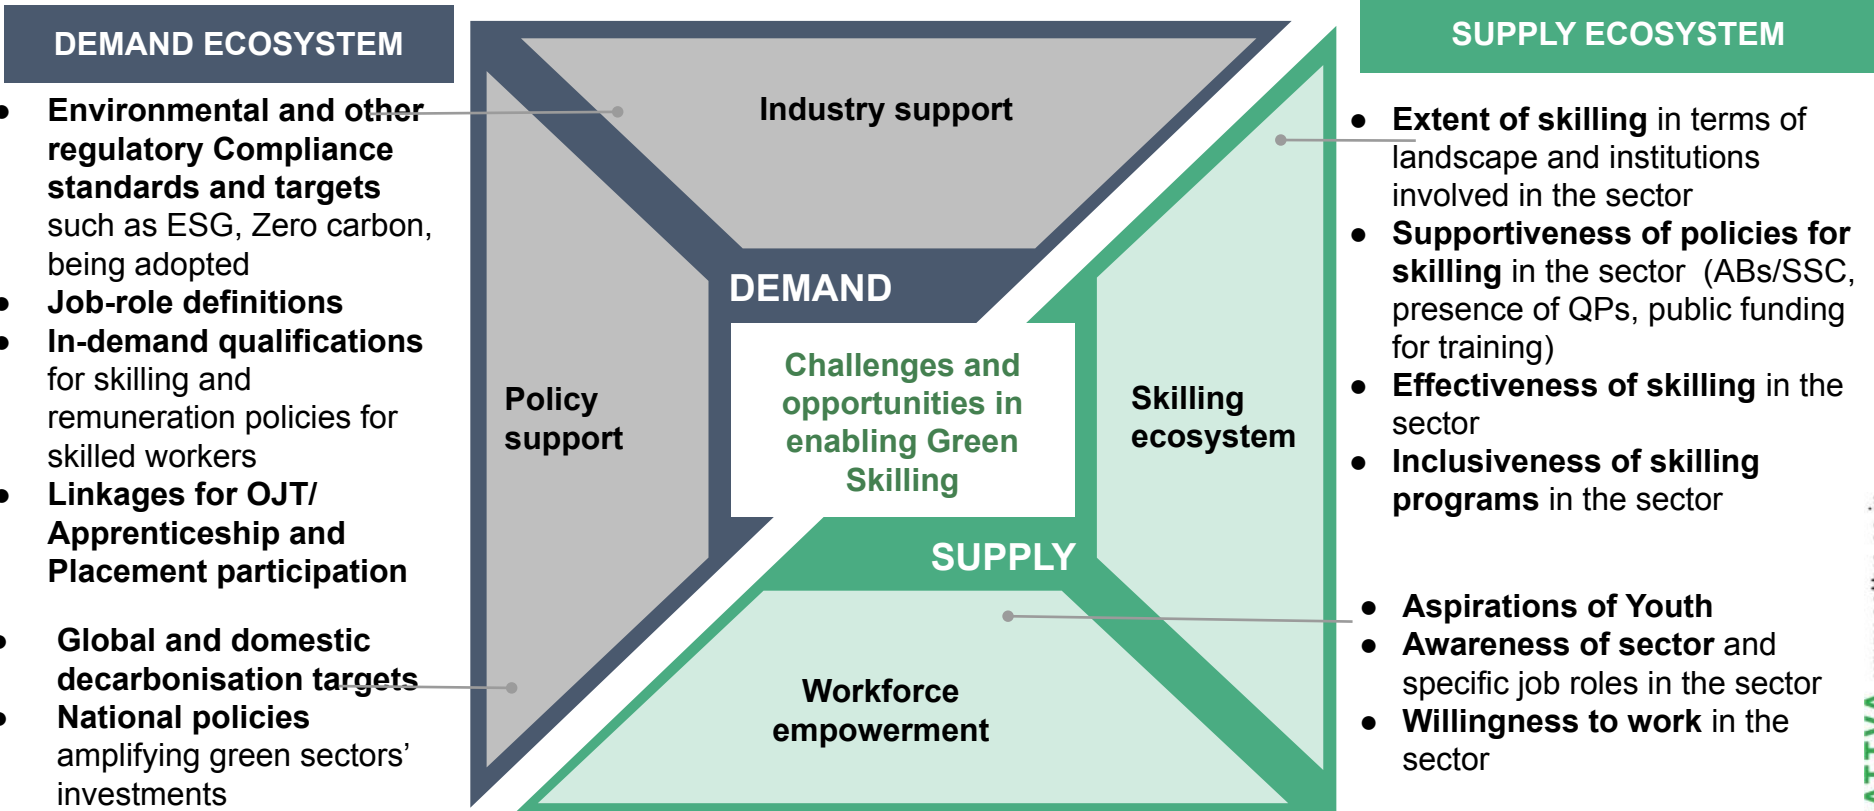 DEMAND ECOSYSTEM
● Environmental and other
regulatory Compliance
standards and targets
such as ESG, Zero carbon,
being adopted
● Job-role definitions
● In-demand qualifications
for skilling and
remuneration policies for
skilled workers
● Linkages for OJT/
Apprenticeship and
Placement participation
● Global and domestic
decarbonisation targets
● National policies
amplifying green sectors’
investments
Industry support
DEMAND
Policy
support
Challenges and
opportunities in
enabling Green
Skilling
Skilling
ecosystem
SUPPLY
Workforce
empowerment
SUPPLY ECOSYSTEM
● Extent of skilling in terms of
landscape and institutions
involved in the sector
● Supportiveness of policies for
skilling in the sector (ABs/SSC,
presence of QPs, public funding
for training)
● Effectiveness of skilling in the
sector
● Inclusiveness of skilling
programs in the sector
● Aspirations of Youth
● Awareness of sector and
specific job roles in the sector
● Willingness to work in the
sector